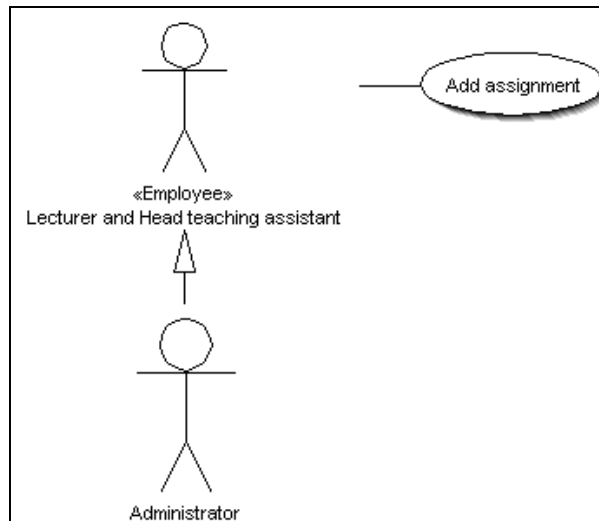 Add assignment
«Employee»
Lecturer and Head teaching assistant
Administrator